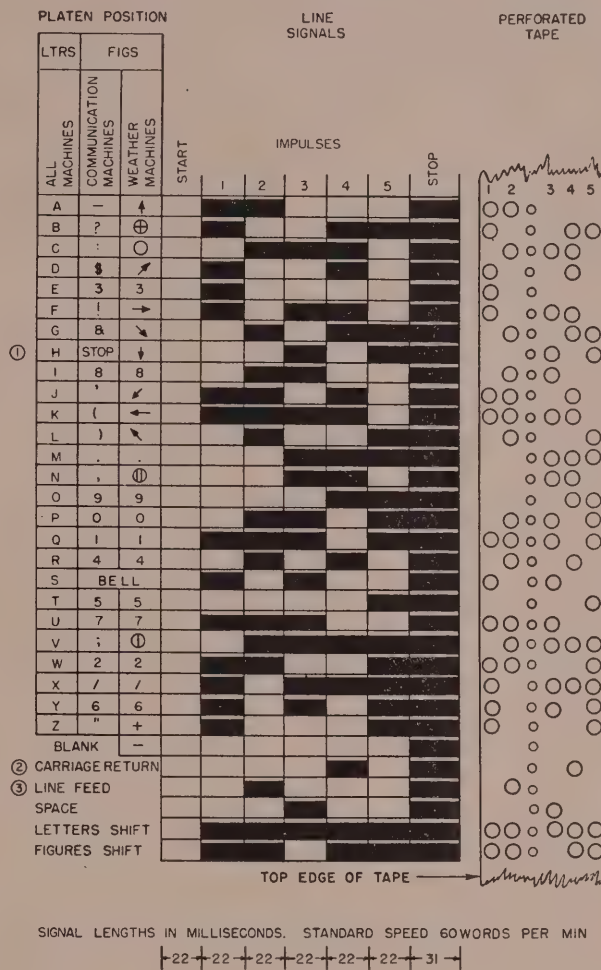 PLATEN POSITION
LINE SIGNALS
PERFORATED TAPE
LTRS FIGS
ALL MACHINES
COMMUNICATION MACHINES
WEATHER MACHINES
START
IMPULSES
STOP
1 2 3 4 5
1 2 3 4 5
A - ↑
B ? ⊕
C : ○
D $ ↗
E 3 3
F ! →
G & ↘
① H STOP ↓
I 8 8
J ' ↙
K ( ←
L ) ↖
M . .
N , ⦶
O 9 9
P 0 0
Q 1 1
R 4 4
S BELL
T 5 5
U 7 7
V ; ⦶
W 2 2
X / /
Y 6 6
Z " +
BLANK -
② CARRIAGE RETURN
③ LINE FEED
SPACE
LETTERS SHIFT
FIGURES SHIFT
TOP EDGE OF TAPE
SIGNAL LENGTHS IN MILLISECONDS. STANDARD SPEED 60 WORDS PER MIN
22 22 22 22 22 22 31